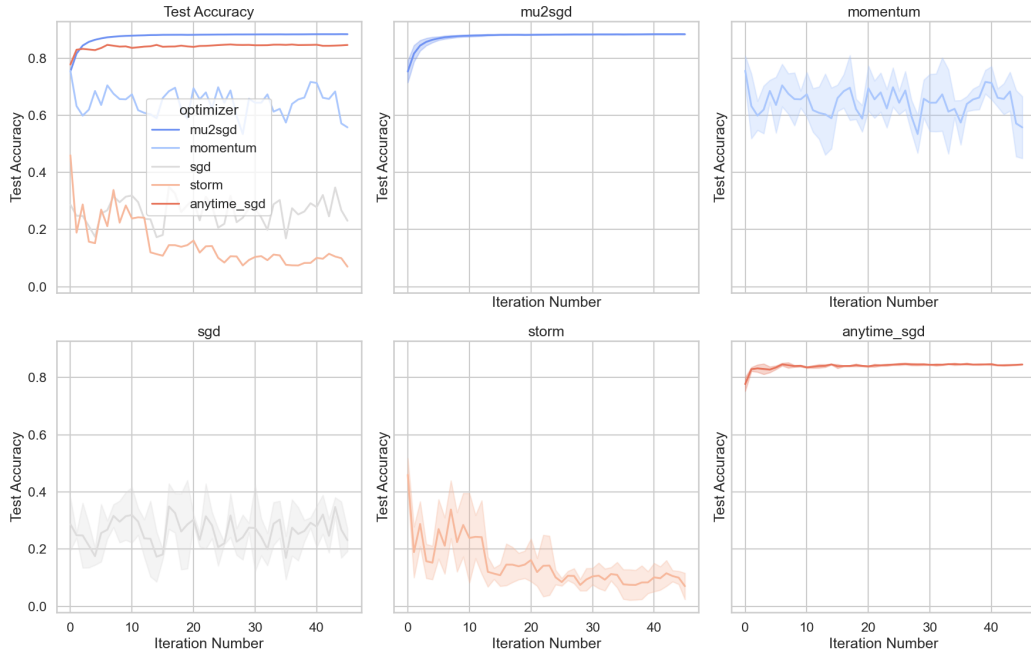 Test Accuracy
mu2sgd
momentum
Test Accuracy
0.8
0.6
0.4
0.2
0.0
optimizer
mu2sgd
momentum
sgd
storm
anytime_sgd
Test Accuracy
Iteration Number
Test Accuracy
Iteration Number
sgd
storm
anytime_sgd
Test Accuracy
0.8
0.6
0.4
0.2
0.0
0 10 20 30 40
Iteration Number
Test Accuracy
0 10 20 30 40
Iteration Number
Test Accuracy
0 10 20 30 40
Iteration Number